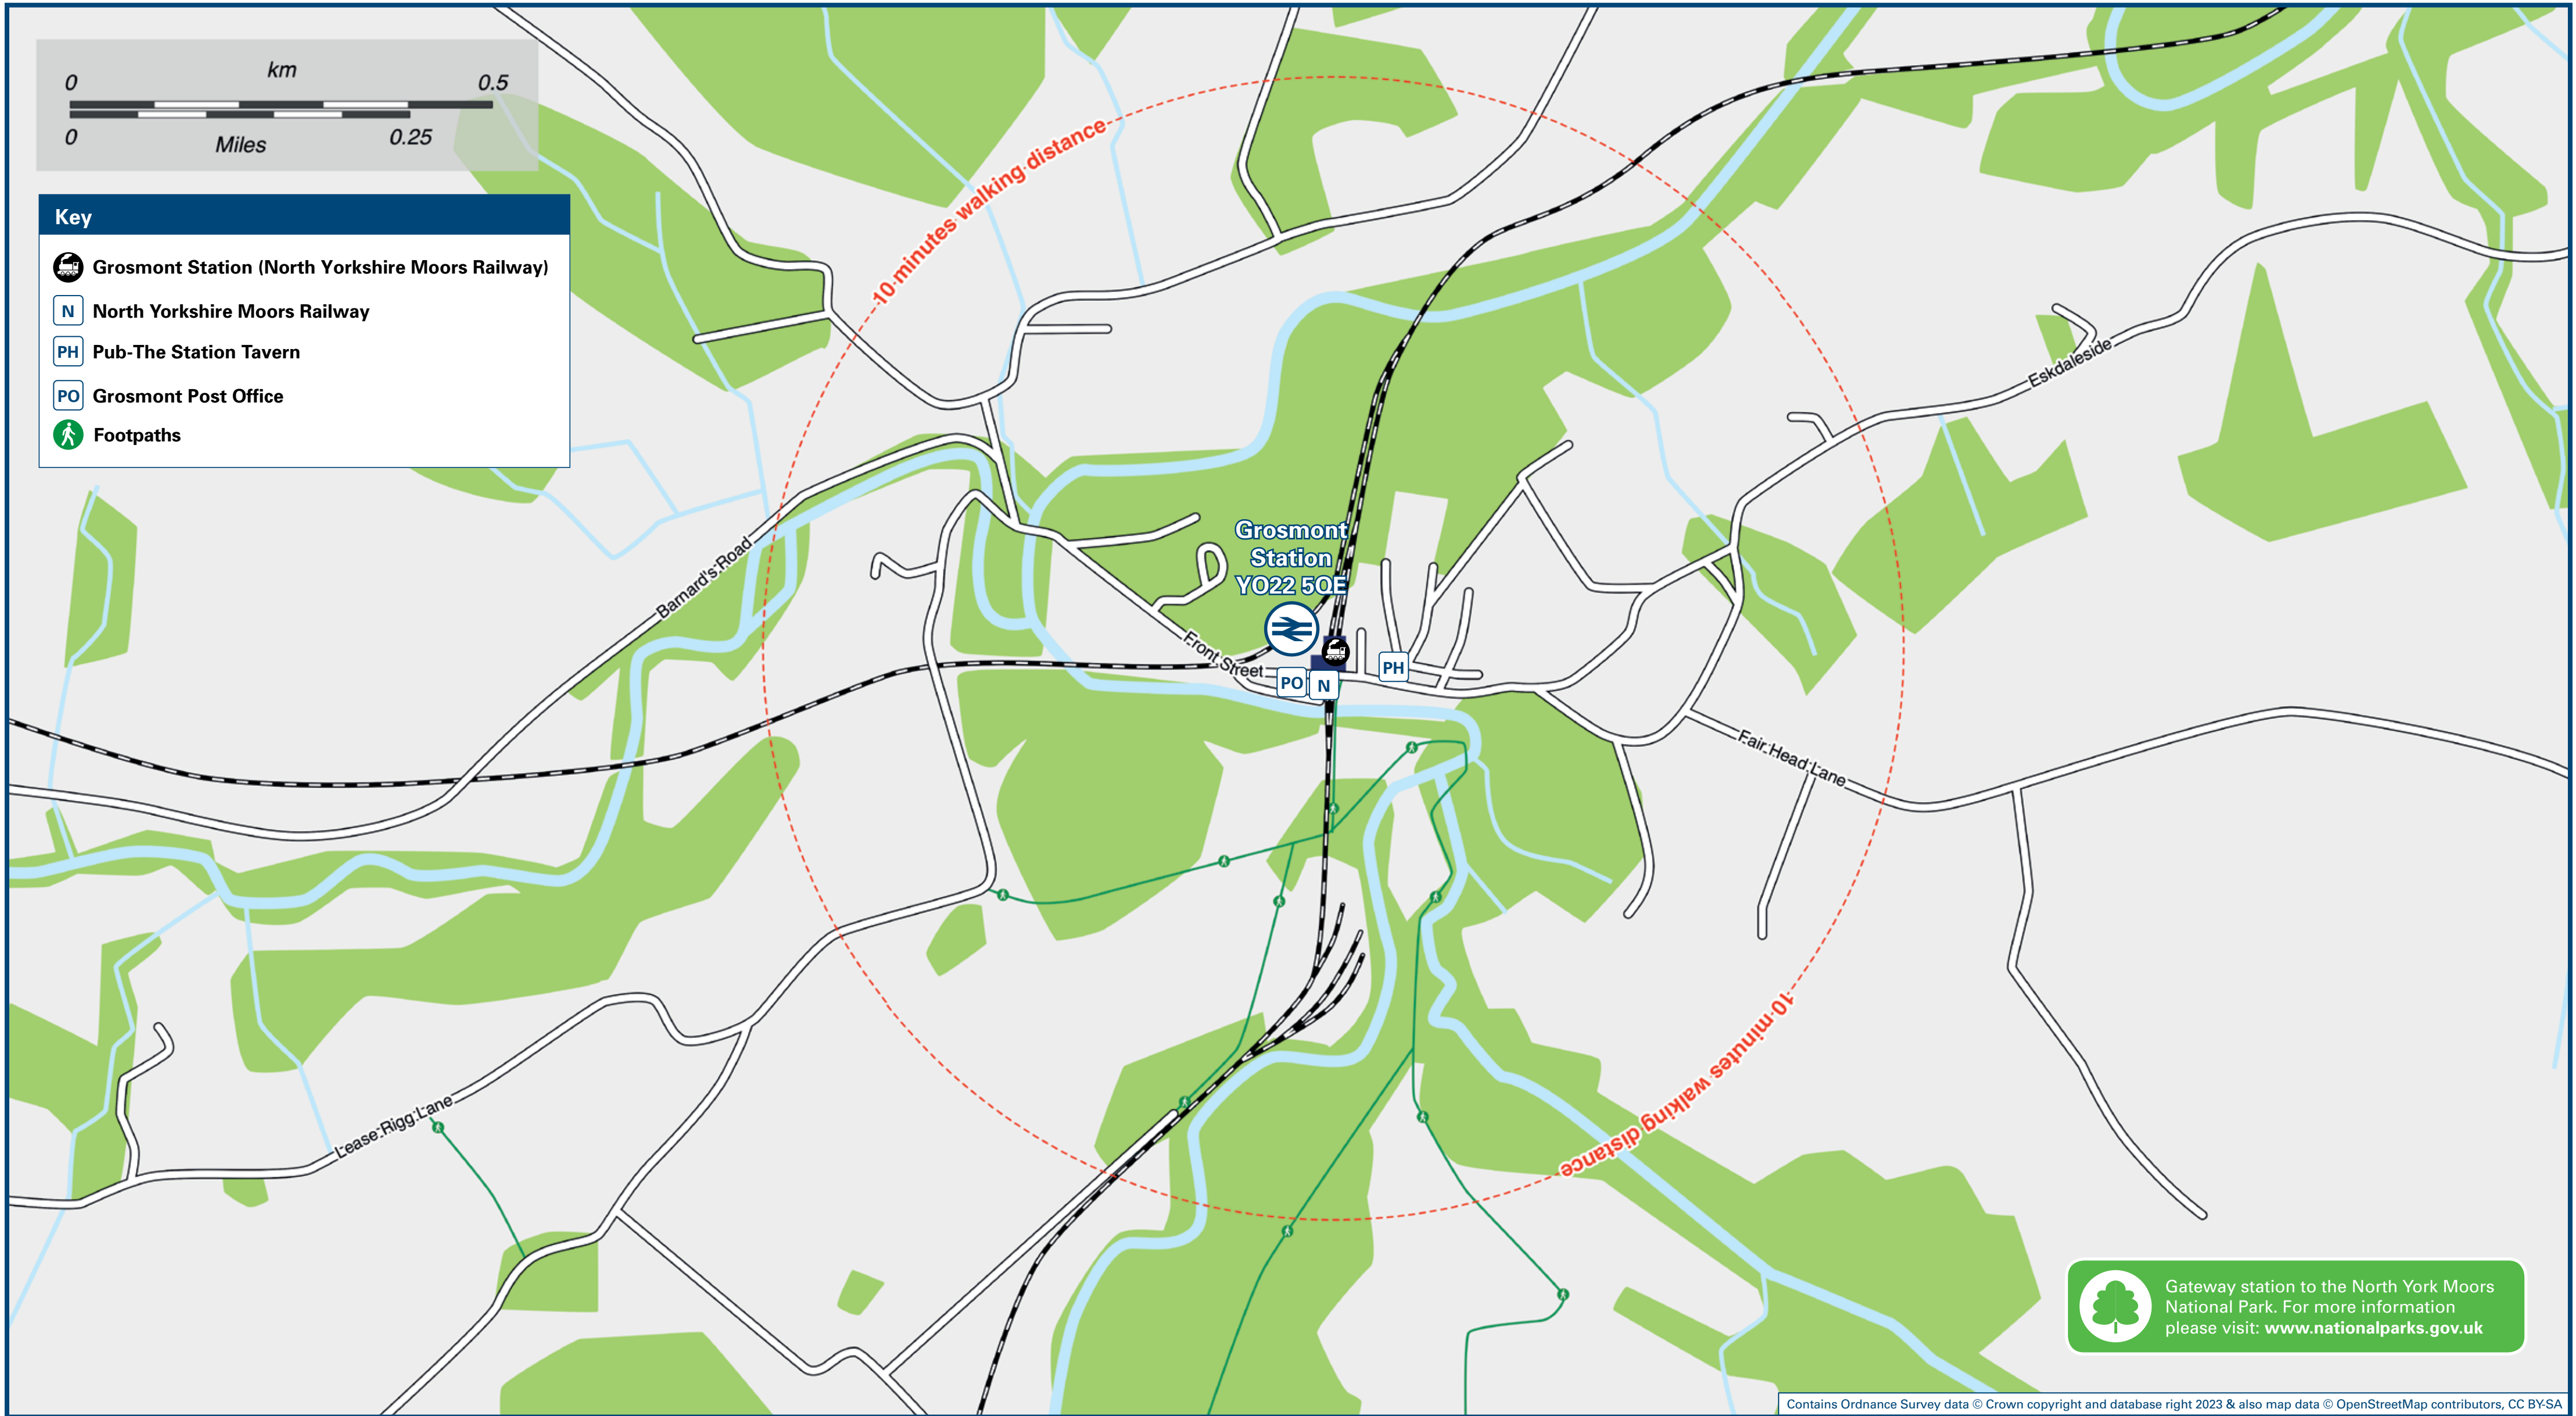 km
0 0.5
0 0.25
Miles
Key
Grosmont Station (North Yorkshire Moors Railway)
N North Yorkshire Moors Railway
PH Pub-The Station Tavern
PO Grosmont Post Office
Footpaths
10 minutes walking distance
Eskdaleside
Barnard's Road
Grosmont
Station
YO22 5QE
Front Street
PO
N
PH
Fair Head Lane
Lease Rigg Lane
10 minutes walking distance
Gateway station to the North York Moors
National Park. For more information
please visit: www.nationalparks.gov.uk
Contains Ordnance Survey data © Crown copyright and database right 2023 & also map data © OpenStreetMap contributors, CC BY-SA